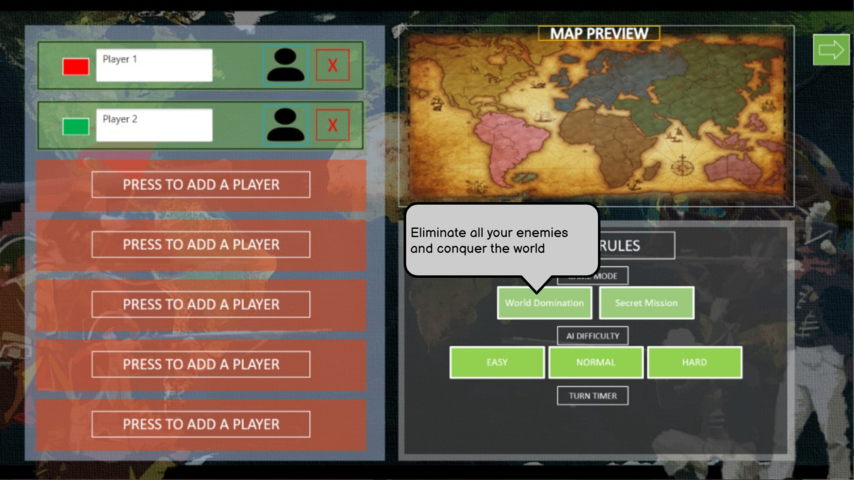 Player 1
X
Player 2
X
PRESS TO ADD A PLAYER
PRESS TO ADD A PLAYER
PRESS TO ADD A PLAYER
PRESS TO ADD A PLAYER
PRESS TO ADD A PLAYER
MAP PREVIEW
Eliminate all your enemies
and conquer the world
RULES
MODE
World Domination
Secret Mission
AI DIFFICULTY
EASY
NORMAL
HARD
TURN TIMER